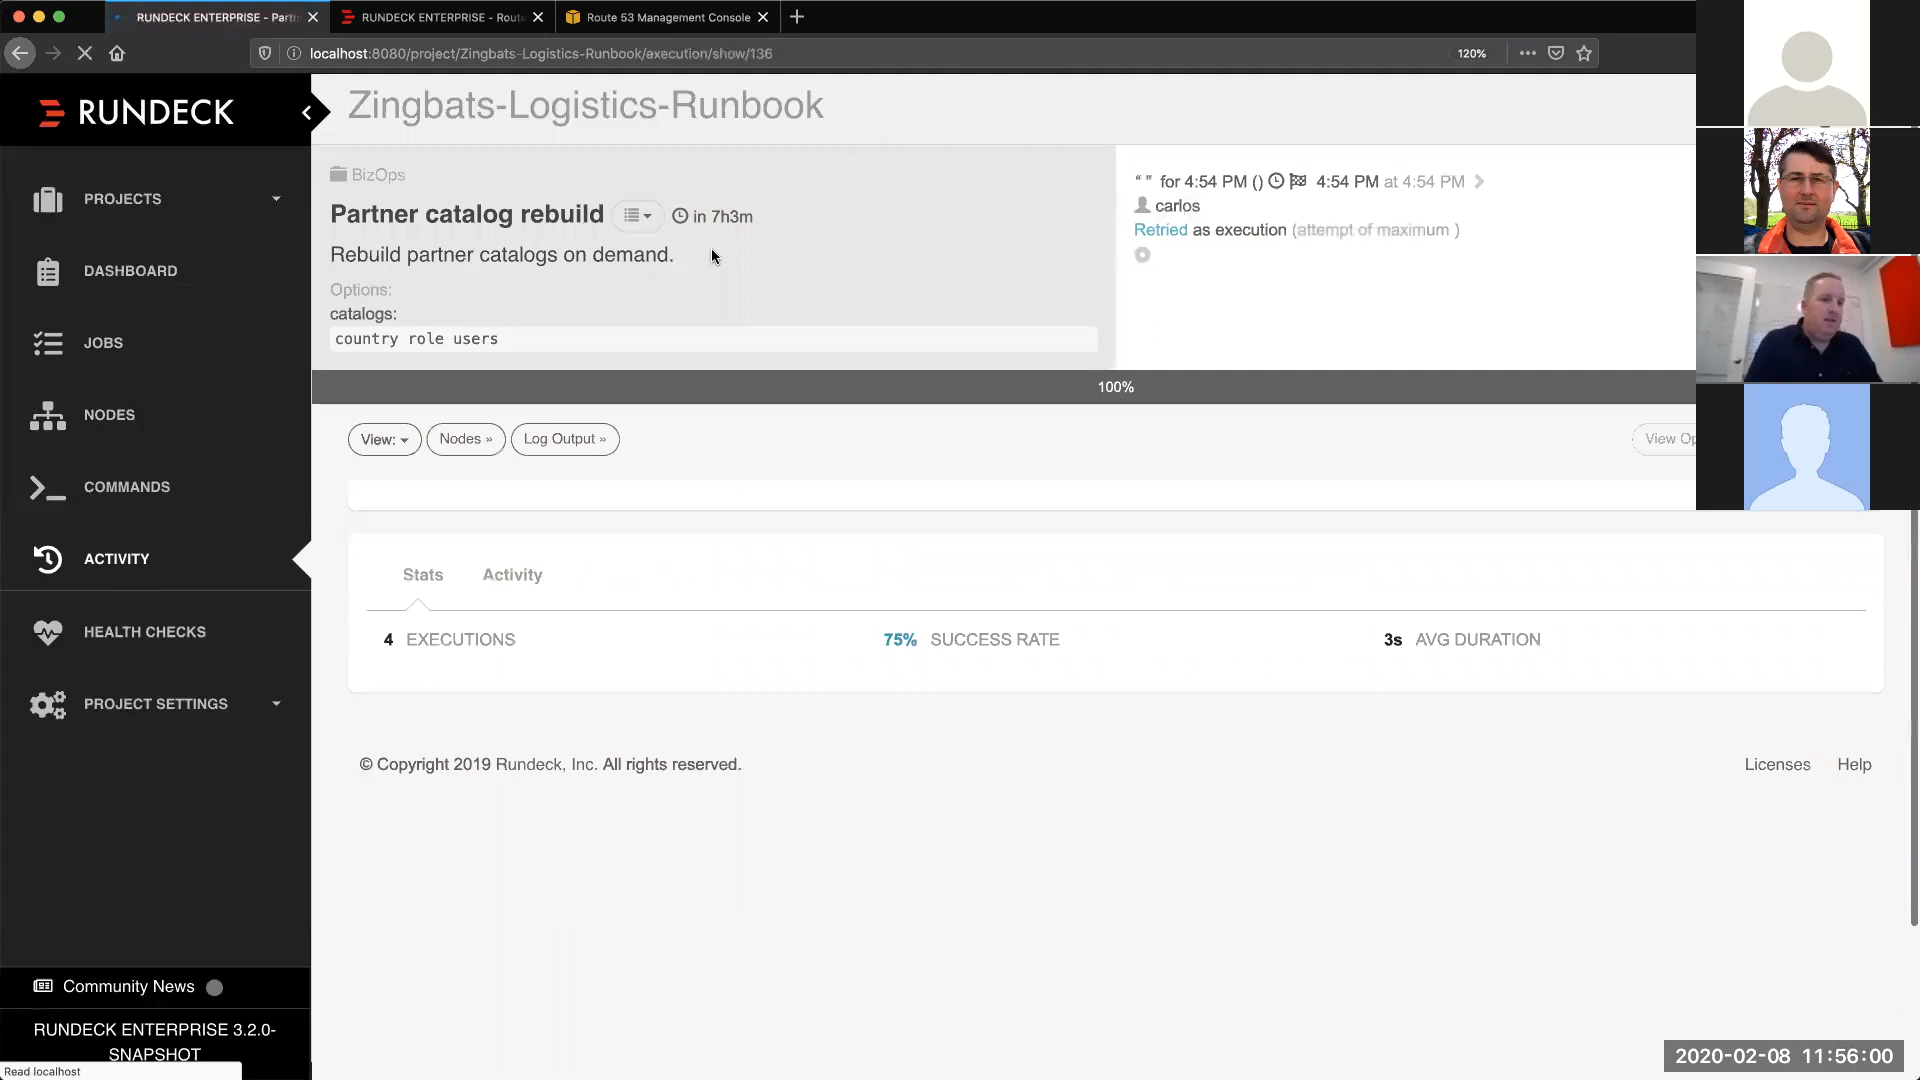 RUNDECK ENTERPRISE - Part
RUNDECK ENTERPRISE - Rout
Route 53 Management Console
localhost:8080/project/Zingbats-Logistics-Runbook/execution/show/136
120%
RUNDECK
Zingbats-Logistics-Runbook
PROJECTS
DASHBOARD
JOBS
NODES
COMMANDS
ACTIVITY
HEALTH CHECKS
PROJECT SETTINGS
Community News
RUNDECK ENTERPRISE 3.2.0-
SNAPSHOT
Read localhost
BizOps
Partner catalog rebuild
in 7h3m
Rebuild partner catalogs on demand.
Options:
catalogs:
country role users
" " for 4:54 PM () 4:54 PM at 4:54 PM
carlos
Retried as execution (attempt of maximum )
100%
View:
Nodes »
Log Output »
View Op
Stats
Activity
4 EXECUTIONS
75% SUCCESS RATE
3s AVG DURATION
© Copyright 2019 Rundeck, Inc. All rights reserved.
Licenses
Help
2020-02-08 11:56:00